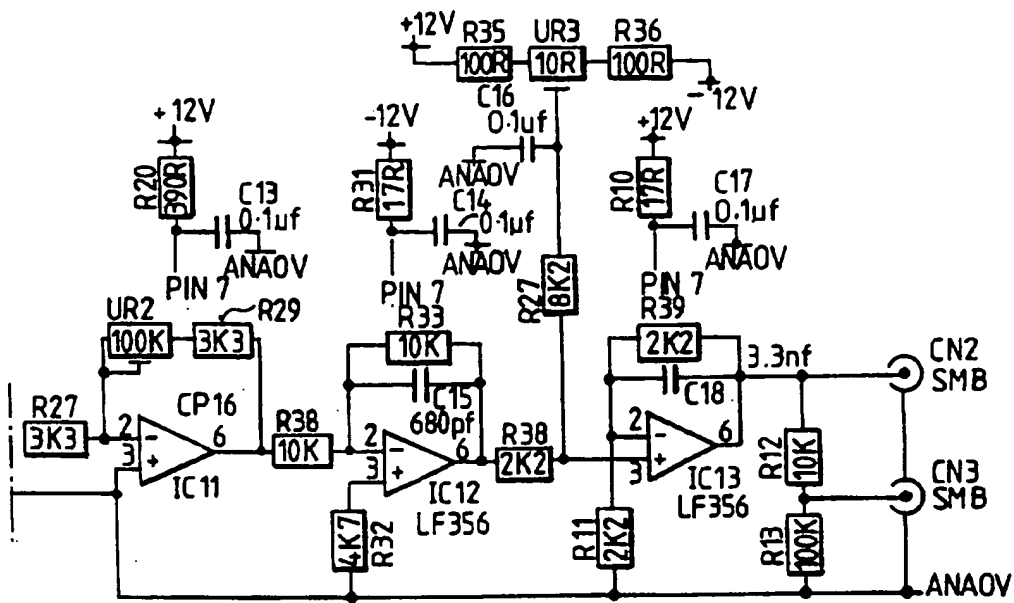 +12V
R35
UR3
R36
100R
10R
100R
-12V
C16
0.1uf
ANA0V
+12V
R20
390R
C13
0.1uf
ANA0V
PIN 7
-12V
R31
17R
C14
0.1uf
ANA0V
PIN 7
+12V
R10
17R
C17
0.1uf
ANA0V
PIN 7
R27
8K2
UR2
100K
R29
3K3
R33
10K
C15
680pf
R39
2K2
C18
3.3nf
R27
3K3
CP16
2
-
3
+
6
IC11
R38
10K
2
-
3
+
6
IC12
LF356
R32
4K7
R38
2K2
2
-
3
+
6
IC13
LF356
R11
2K2
R12
10K
R13
100K
CN2
SMB
CN3
SMB
ANA0V